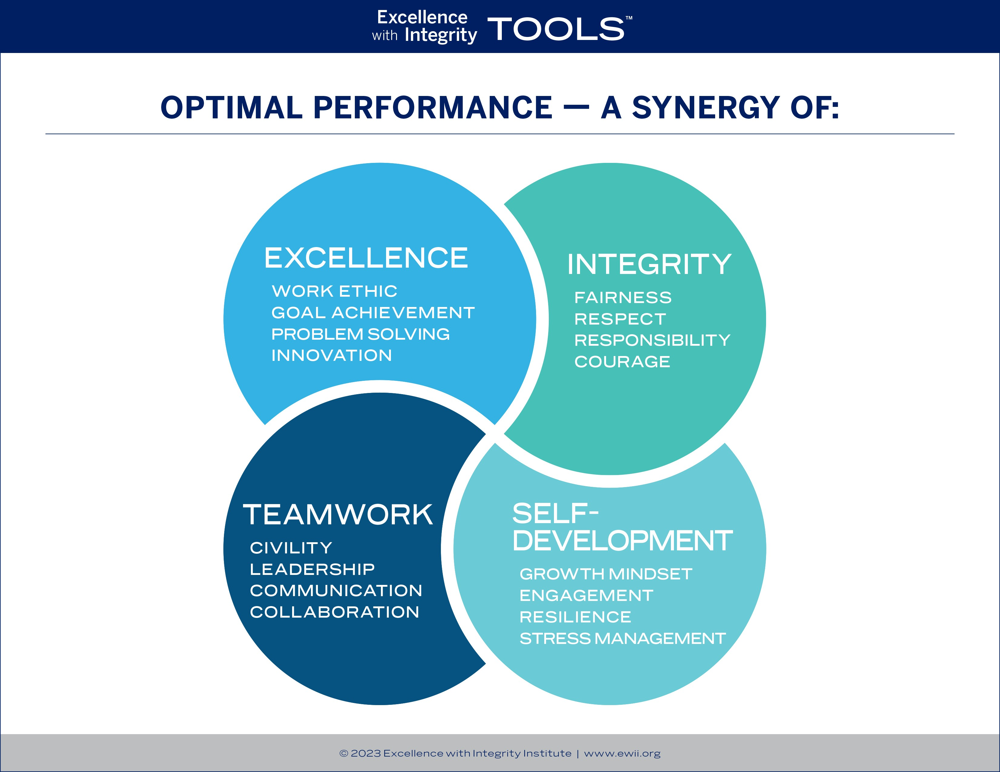 Excellence
with Integrity
TOOLS™
OPTIMAL PERFORMANCE — A SYNERGY OF:
EXCELLENCE
WORK ETHIC
GOAL ACHIEVEMENT
PROBLEM SOLVING
INNOVATION
INTEGRITY
FAIRNESS
RESPECT
RESPONSIBILITY
COURAGE
TEAMWORK
CIVILITY
LEADERSHIP
COMMUNICATION
COLLABORATION
SELF-
DEVELOPMENT
GROWTH MINDSET
ENGAGEMENT
RESILIENCE
STRESS MANAGEMENT
© 2023 Excellence with Integrity Institute | www.ewii.org